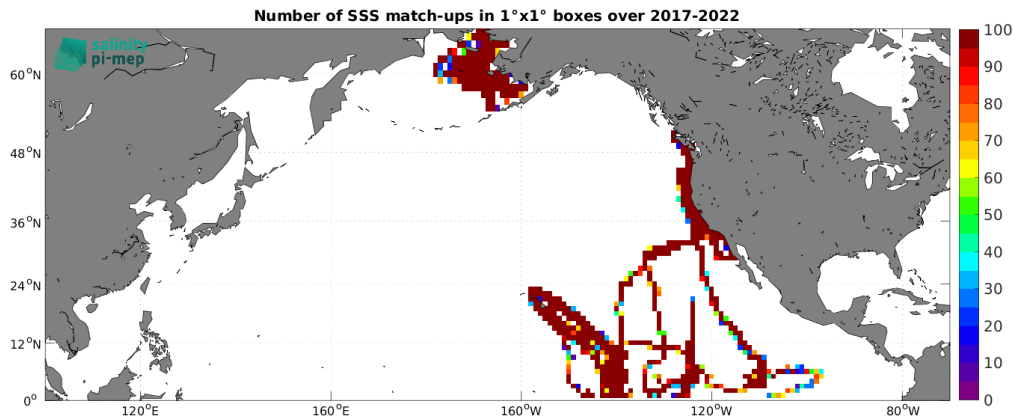 Number of SSS match-ups in 1°x1° boxes over 2017-2022
salinity
pi-mep
100
90
80
70
60
50
40
30
20
10
0
60°N
48°N
36°N
24°N
12°N
0°
120°E
160°E
160°W
120°W
80°W